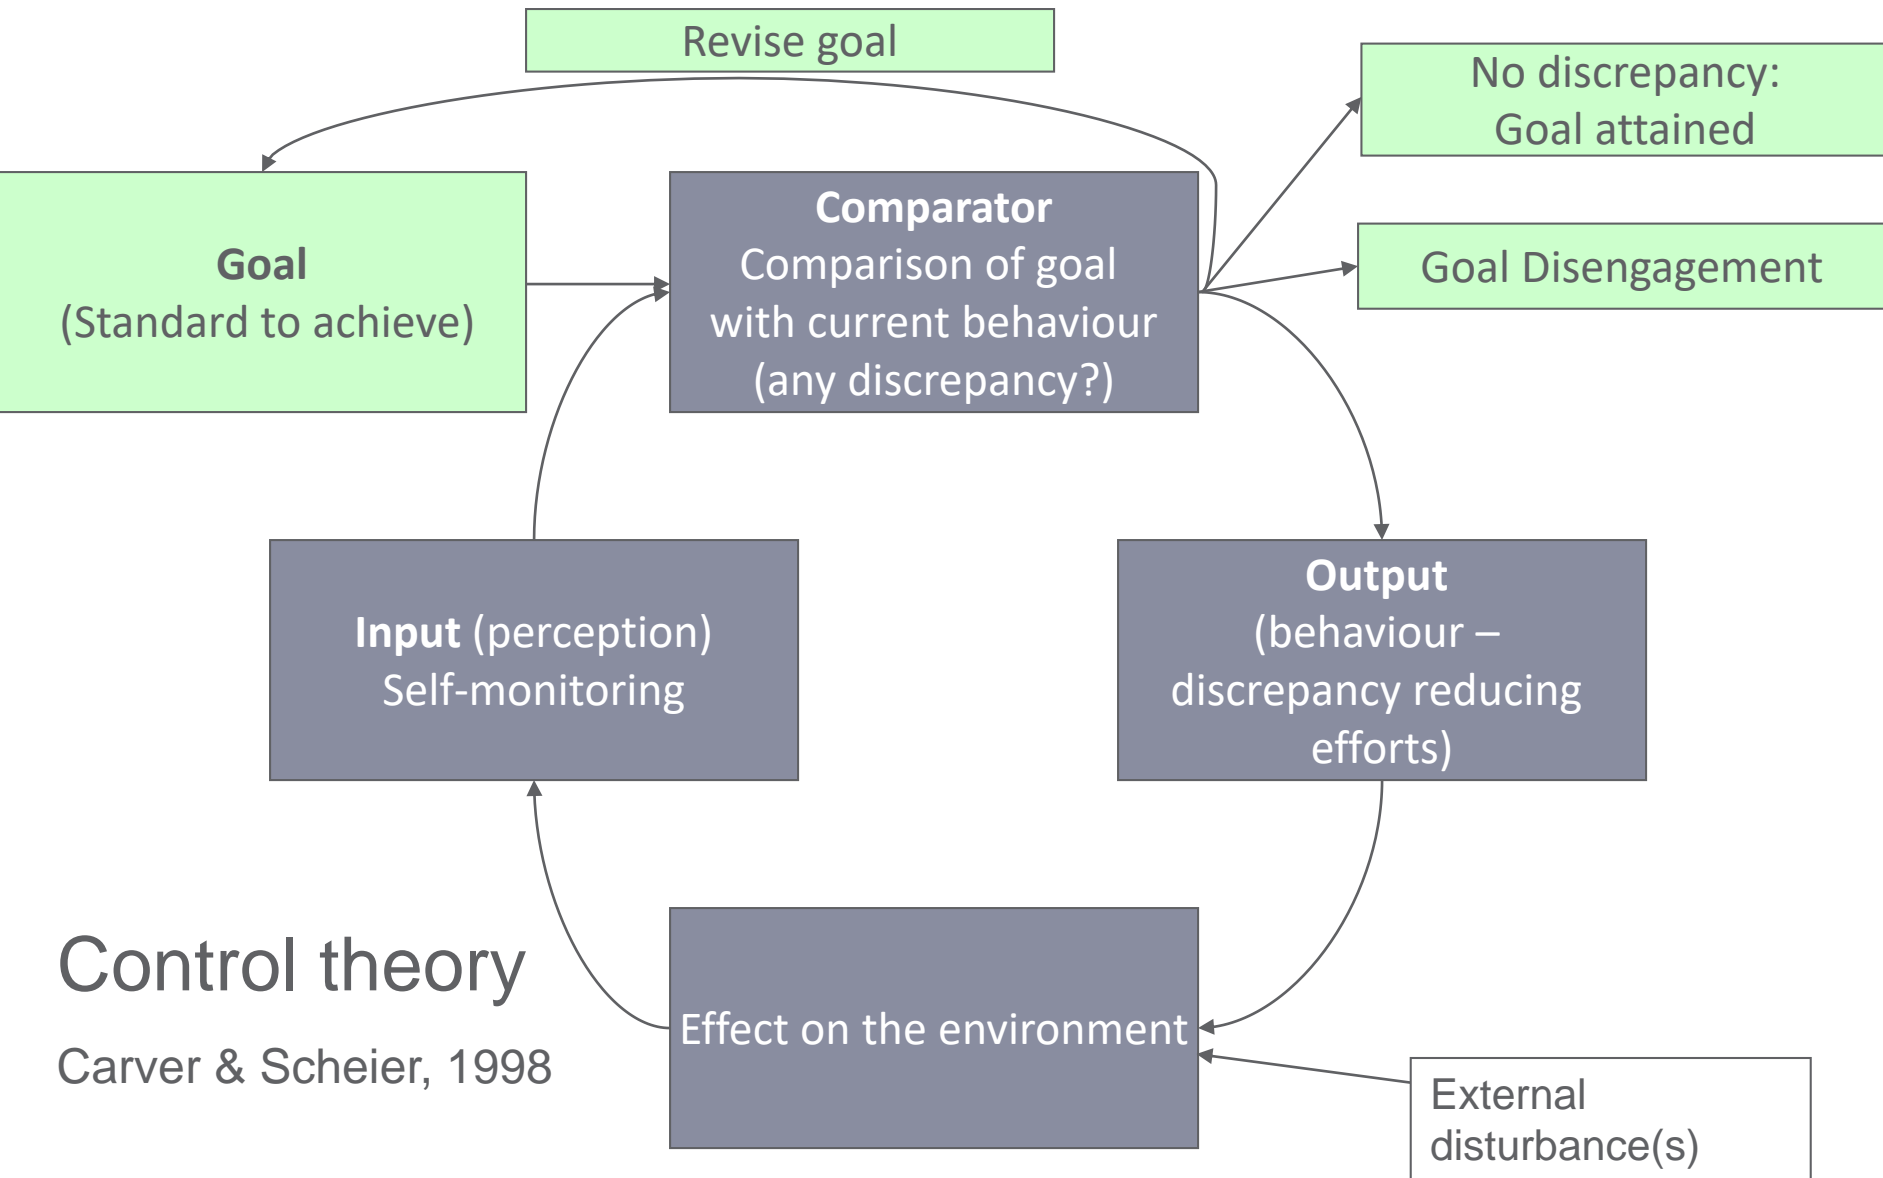 Revise goal
No discrepancy:
Goal attained
Goal
(Standard to achieve)
Comparator
Comparison of goal
with current behaviour
(any discrepancy?)
Goal Disengagement
Input (perception)
Self-monitoring
Output
(behaviour –
discrepancy reducing
efforts)
Effect on the environment
Control theory
Carver & Scheier, 1998
External
disturbance(s)